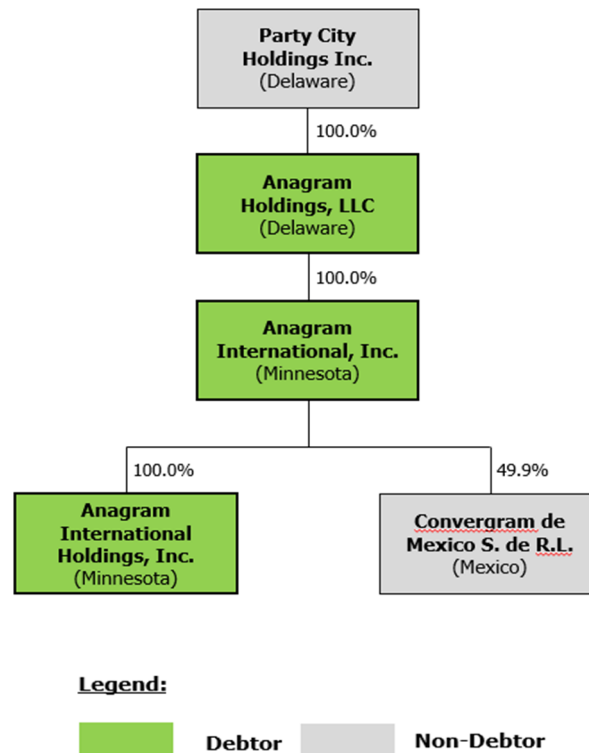 Party City
Holdings Inc.
(Delaware)
100.0%
Anagram
Holdings, LLC
(Delaware)
100.0%
Anagram
International, Inc.
(Minnesota)
100.0%
49.9%
Anagram
International
Holdings, Inc.
(Minnesota)
Convergram de
Mexico S. de R.L.
(Mexico)
Legend:
Debtor
Non-Debtor